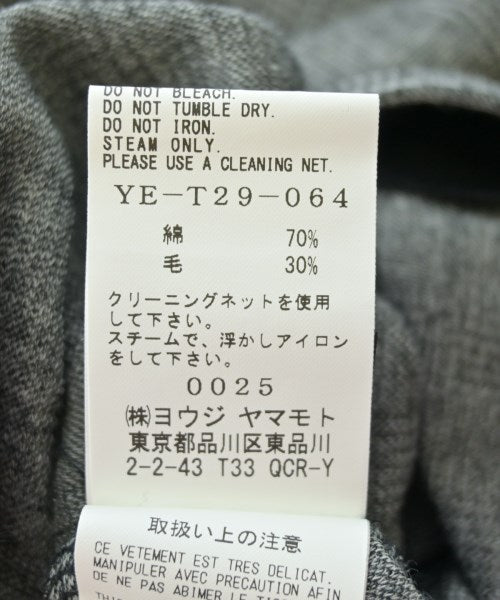 DO NOT BLEACH.
DO NOT TUMBLE DRY.
DO NOT IRON.
STEAM ONLY.
PLEASE USE A CLEANING NET.
YE-T29-064
綿 70%
毛 30%
クリーニングネットを使用
して下さい。
スチームで、浮かしアイロン
をして下さい。
0025
㈱ヨウジ ヤマモト
東京都品川区東品川
2-2-43 T33 QCR-Y
取扱い上の注意
CE VETEMENT EST TRES DELICAT.
MANIPULER AVEC PRECAUTION AFIN
DE NE PAS ABIMER LE